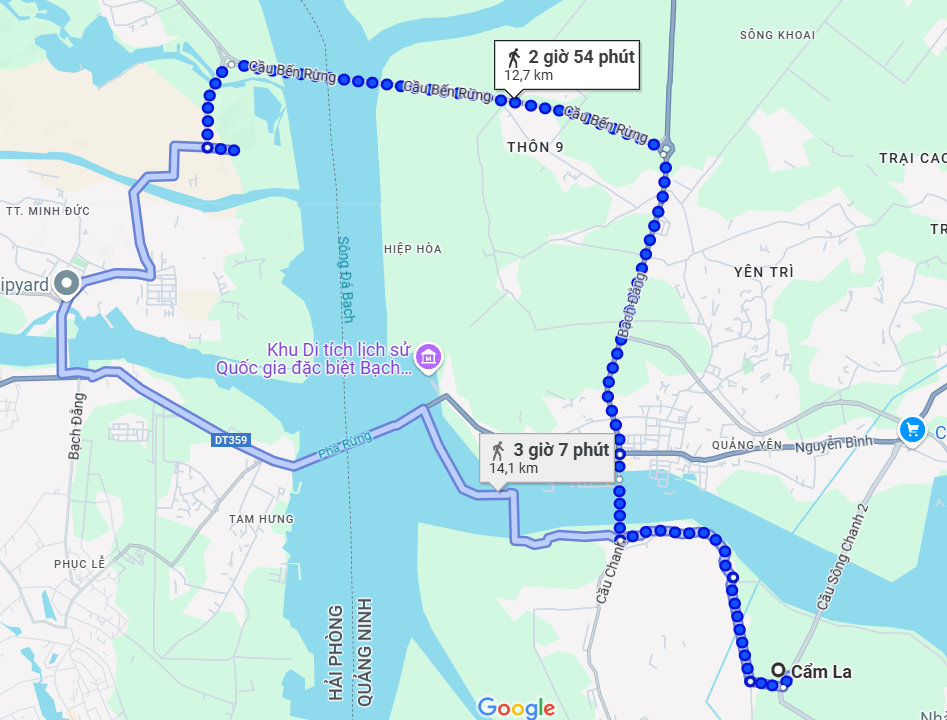 SÔNG KHOAI
2 giờ 54 phút
12,7 km
Cầu Bến Rừng
Cầu Bến Rừng
Cầu Bến Rừng
THÔN 9
TRẠI CAO
TT. MINH ĐỨC
HIỆP HÒA
Sông Đá Bạch
YÊN TRÌ
ipyard
Bạch Đằng
Khu Di tích lịch sử
Quốc gia đặc biệt Bạch...
Bạch Đằng
DT359
Phà Rừng
3 giờ 7 phút
14,1 km
QUẢNG YÊN
Nguyễn Bình
TAM HƯNG
PHỤC LỄ
Cầu Chanh
Cầu Sông Chanh 2
HẢI PHÒNG
QUẢNG NINH
Cẩm La
Google